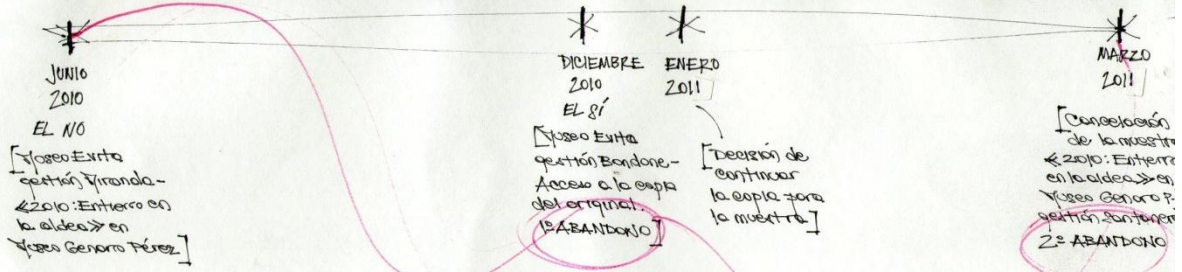 JUNIO
2010
EL NO
[Museo Evita
gestión Miranda-
«2010: Entierro en
la aldea» en
Museo Genaro Pérez]
DICIEMBRE
2010
EL SÍ
[Museo Evita
gestión Bondone-
Acceso a la copia
del original.
1º ABANDONO]
ENERO
2011
[Decisión de
continuar
la copia para
la muestra]
MARZO
2011
[Cancelación
de la muestra
«2010: Entierro
en la aldea» en
Museo Genaro P
gestión
2º ABANDONO